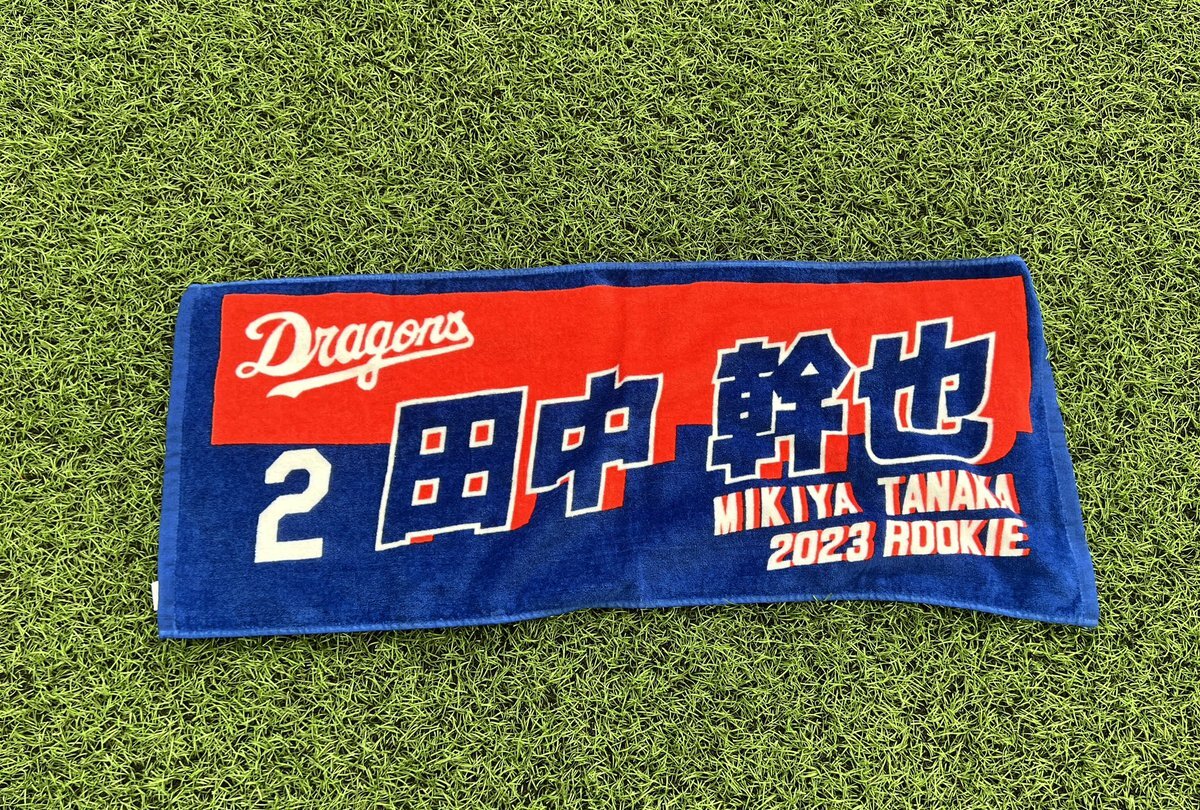 Dragons
2 田中 幹也
MIKIYA TANAKA
2023 ROOKIE